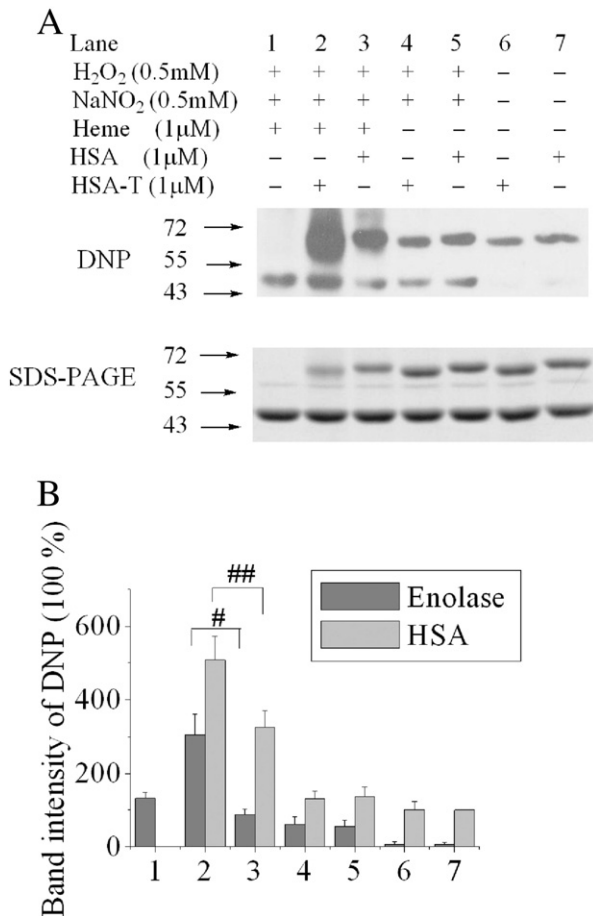 A
Lane 1 2 3 4 5 6 7
H₂O₂ (0.5mM) + + + + + – –
NaNO₂ (0.5mM) + + + + + – –
Heme (1μM) + + + – – – –
HSA (1μM) – – + – + – +
HSA-T (1μM) – + – + – + –
DNP
72
55
43
SDS-PAGE
72
55
43
B
Band intensity of DNP (100 %)
600
400
200
0
# ##
Enolase
HSA
1 2 3 4 5 6 7